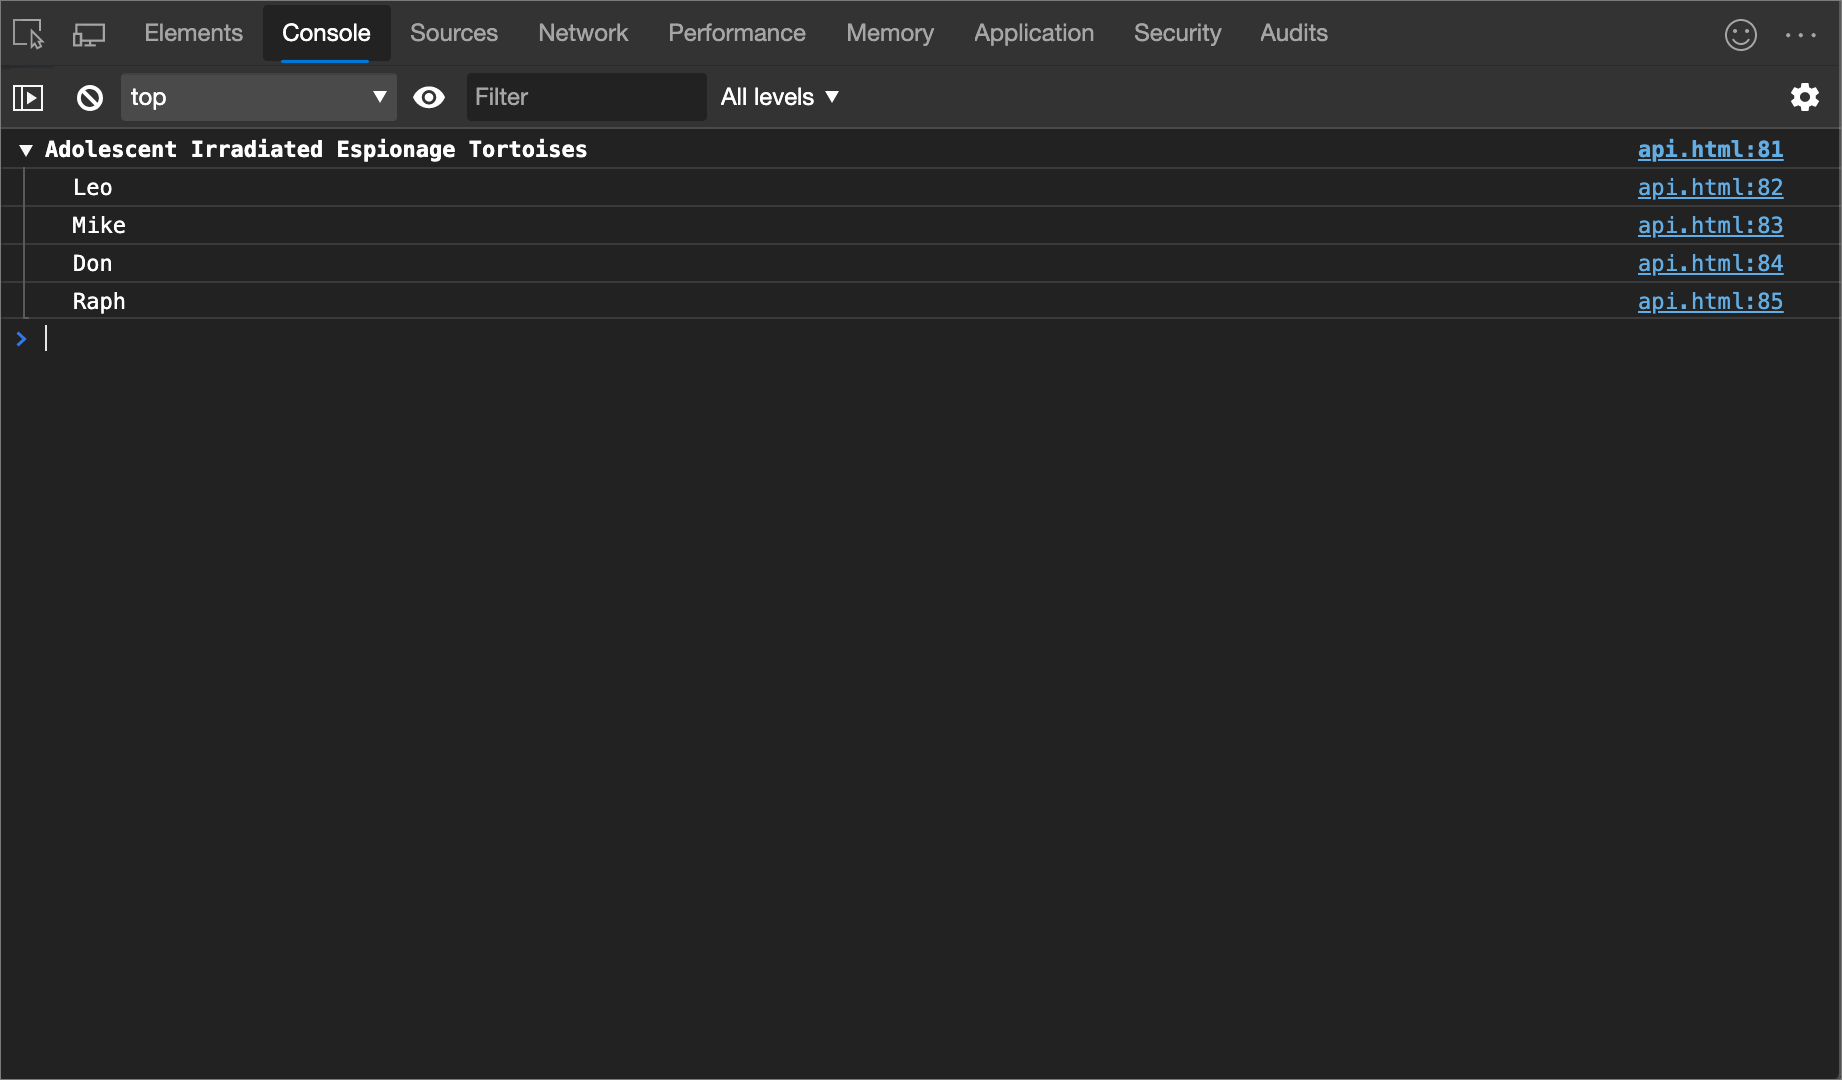 Elements Console Sources Network Performance Memory Application Security Audits
top Filter All levels
Adolescent Irradiated Espionage Tortoises api.html:81
Leo api.html:82
Mike api.html:83
Don api.html:84
Raph api.html:85